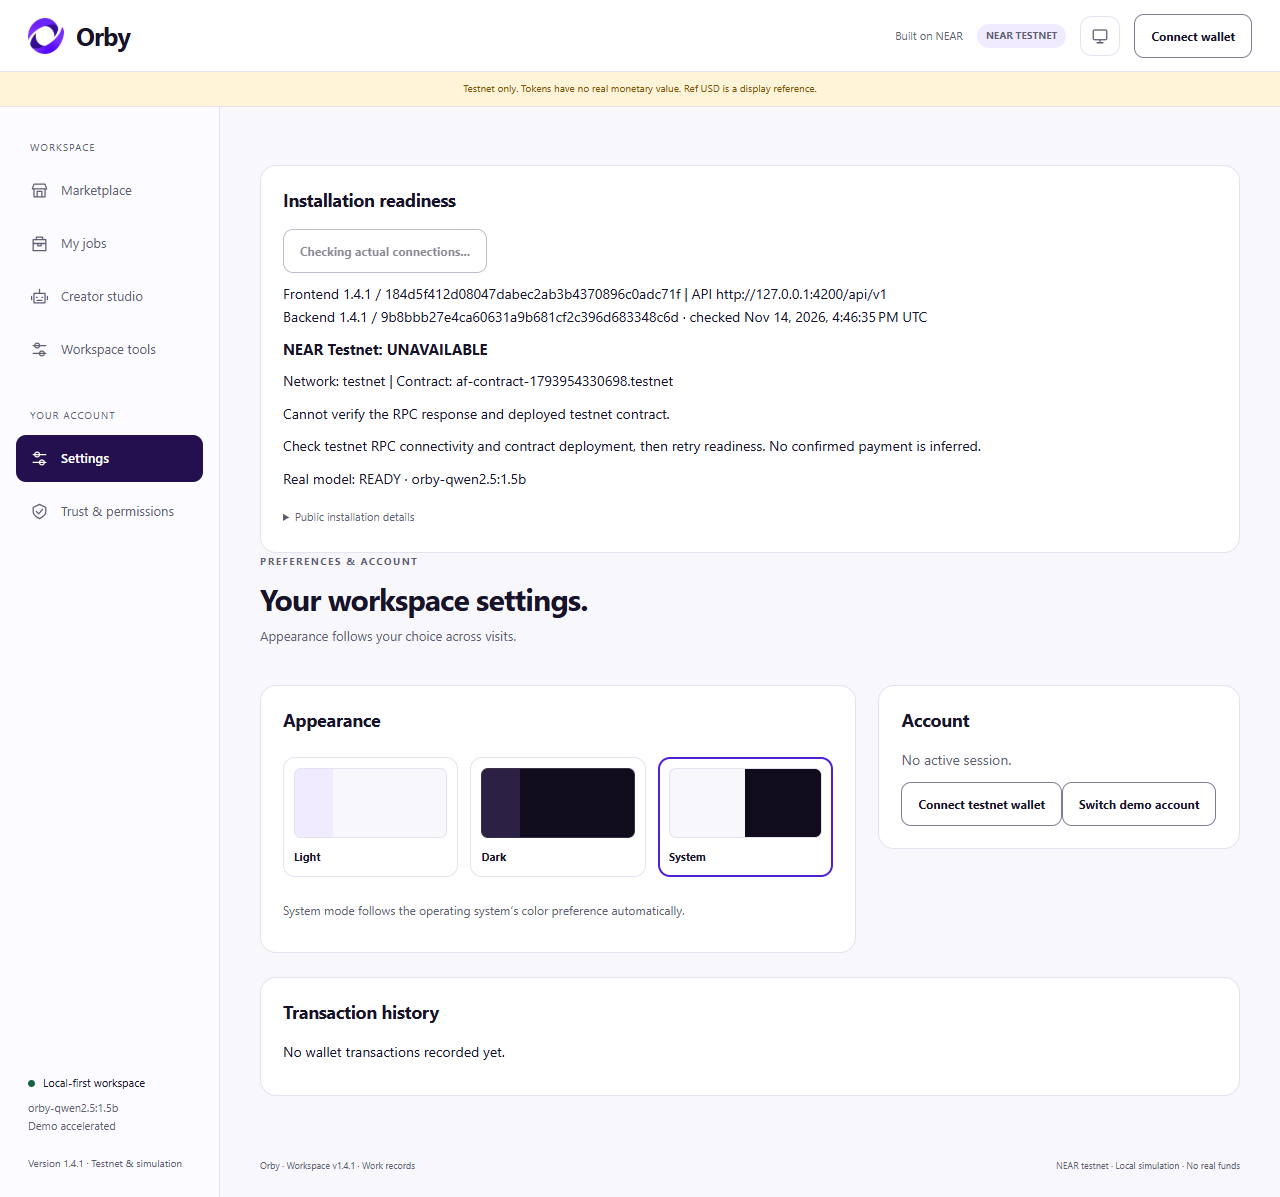 Orby
Built on NEAR
NEAR TESTNET
Connect wallet
Testnet only. Tokens have no real monetary value. Ref USD is a display reference.
WORKSPACE
Marketplace
My jobs
Creator studio
Workspace tools
YOUR ACCOUNT
Settings
Trust & permissions
Local-first workspace
orby-qwen2.5:1.5b
Demo accelerated
Version 1.4.1 · Testnet & simulation
Installation readiness
Checking actual connections...
Frontend 1.4.1 / 184d5f412d08047dabec2ab3b4370896c0adc71f | API http://127.0.0.1:4200/api/v1
Backend 1.4.1 / 9b8bbb27e4ca60631a9b681cf2c396d683348c6d · checked Nov 14, 2026, 4:46:35 PM UTC
NEAR Testnet: UNAVAILABLE
Network: testnet | Contract: af-contract-1793954330698.testnet
Cannot verify the RPC response and deployed testnet contract.
Check testnet RPC connectivity and contract deployment, then retry readiness. No confirmed payment is inferred.
Real model: READY · orby-qwen2.5:1.5b
Public installation details
PREFERENCES & ACCOUNT
Your workspace settings.
Appearance follows your choice across visits.
Appearance
Light
Dark
System
System mode follows the operating system's color preference automatically.
Account
No active session.
Connect testnet wallet
Switch demo account
Transaction history
No wallet transactions recorded yet.
Orby · Workspace v1.4.1 · Work records
NEAR testnet · Local simulation · No real funds